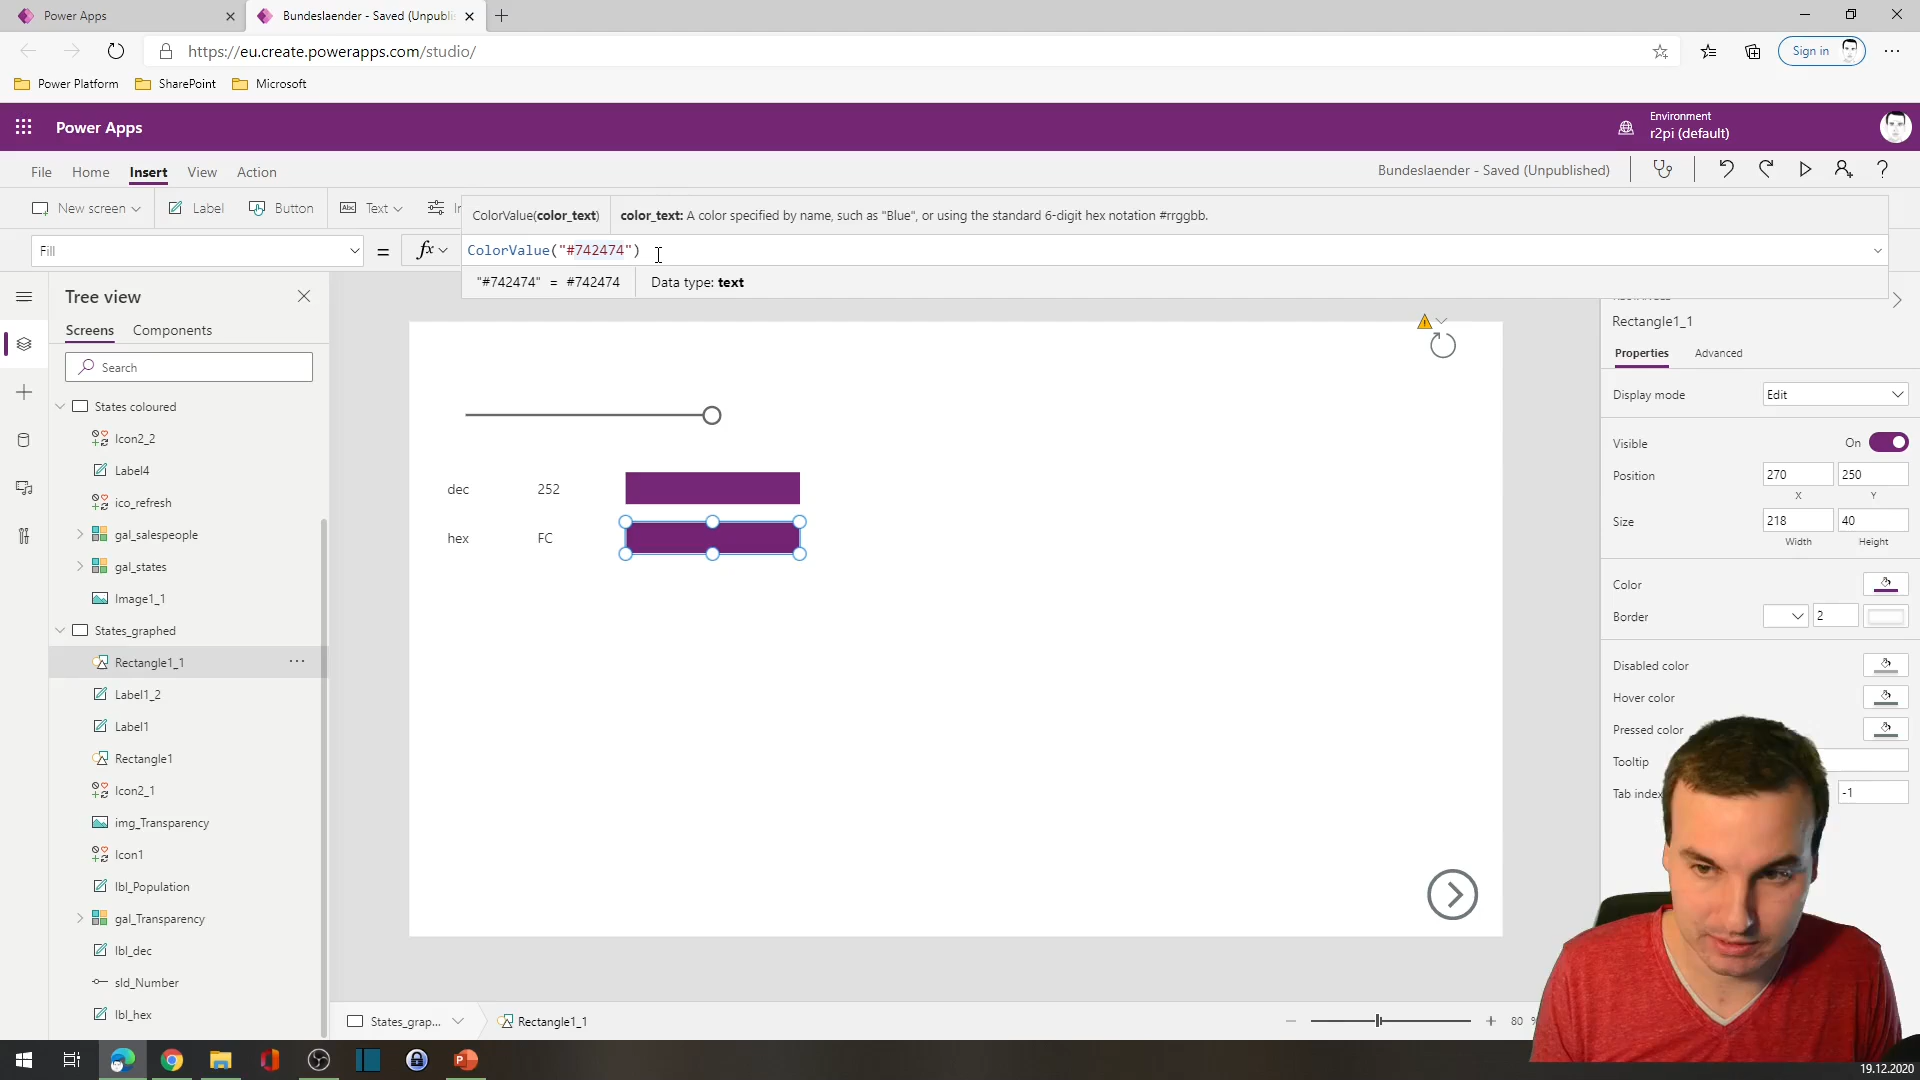 Power Apps
Bundeslaender - Saved (Unpubli
https://eu.create.powerapps.com/studio/
Sign in
Power Platform
SharePoint
Microsoft
Power Apps
Environment
r2pi (default)
File
Home
Insert
View
Action
Bundeslaender - Saved (Unpublished)
New screen
Label
Button
Text
ColorValue(color_text)
color_text: A color specified by name, such as "Blue", or using the standard 6-digit hex notation #rrggbb.
Fill
=
fx
ColorValue("#742474")
"#742474" = #742474
Data type: text
Tree view
Screens
Components
Search
States coloured
Icon2_2
Label4
ico_refresh
gal_salespeople
gal_states
Image1_1
States_graphed
Rectangle1_1
Label1_2
Label1
Rectangle1
Icon2_1
img_Transparency
Icon1
lbl_Population
gal_Transparency
lbl_dec
sld_Number
lbl_hex
dec
252
hex
FC
Rectangle1_1
Properties
Advanced
Display mode
Edit
Visible
On
Position
270
250
X
Y
Size
218
40
Width
Height
Color
Border
2
Disabled color
Hover color
Pressed color
Tooltip
Tab index
-1
States_grap...
Rectangle1_1
80 %
19.12.2020